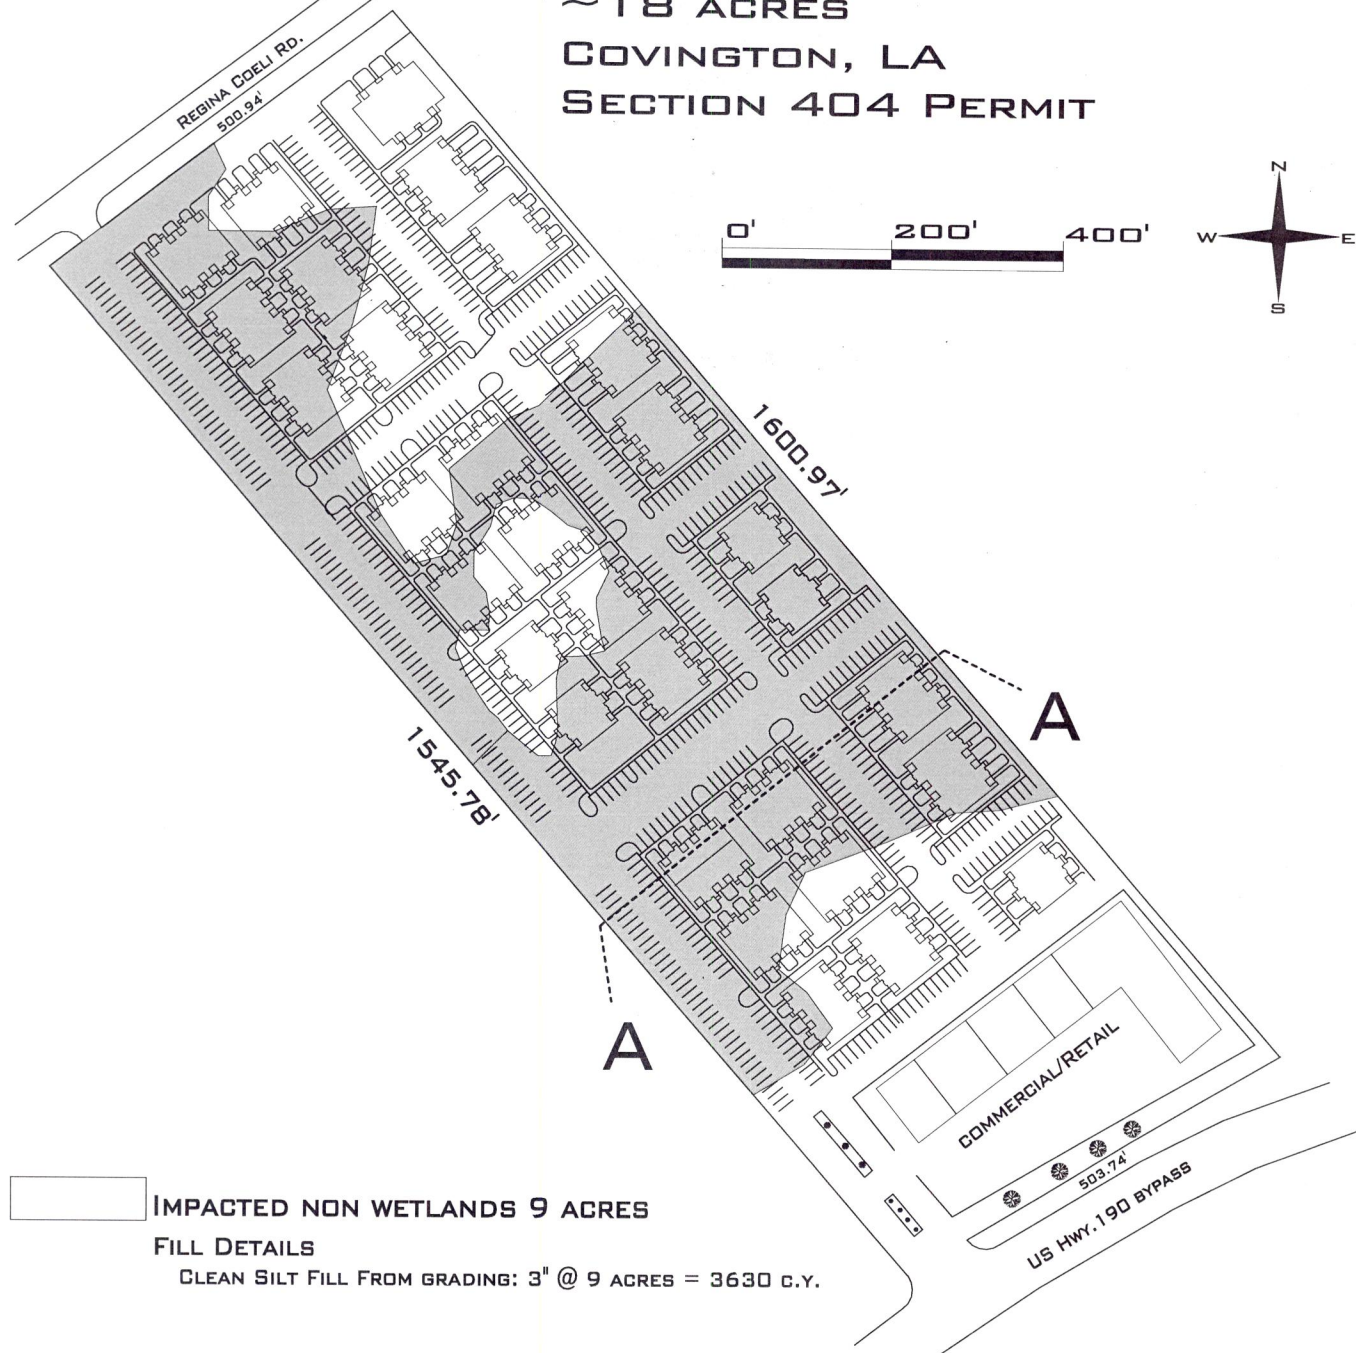 ~18 ACRES
COVINGTON, LA
SECTION 404 PERMIT
REGINA COELI RD.
500.94'
N
W
E
S
0'
200'
400'
1600.97'
A
1545.78'
A
COMMERCIAL/RETAIL
503.74'
US HWY.190 BYPASS
IMPACTED NON WETLANDS 9 ACRES
FILL DETAILS
CLEAN SILT FILL FROM GRADING: 3" @ 9 ACRES = 3630 C.Y.